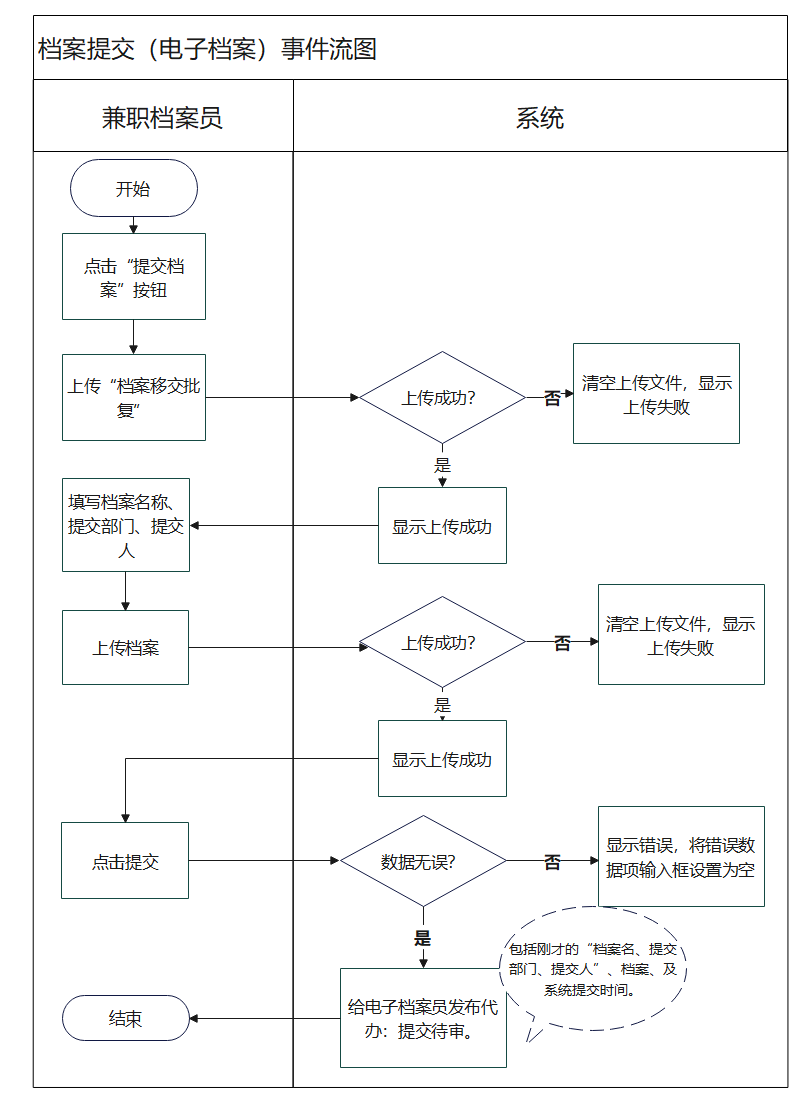 档案提交（电子档案）事件流图
兼职档案员
系统
开始
点击“提交档
案”按钮
上传“档案移交批
复”
上传成功？
否
清空上传文件，显示
上传失败
是
填写档案名称、
提交部门、提交
人
显示上传成功
上传档案
上传成功？
否
清空上传文件，显示
上传失败
是
显示上传成功
点击提交
数据无误？
否
显示错误，将错误数
据项输入框设置为空
是
包括刚才的“档案名、提交
部门、提交人”、档案、及
系统提交时间。
给电子档案员发布代
办：提交待审。
结束